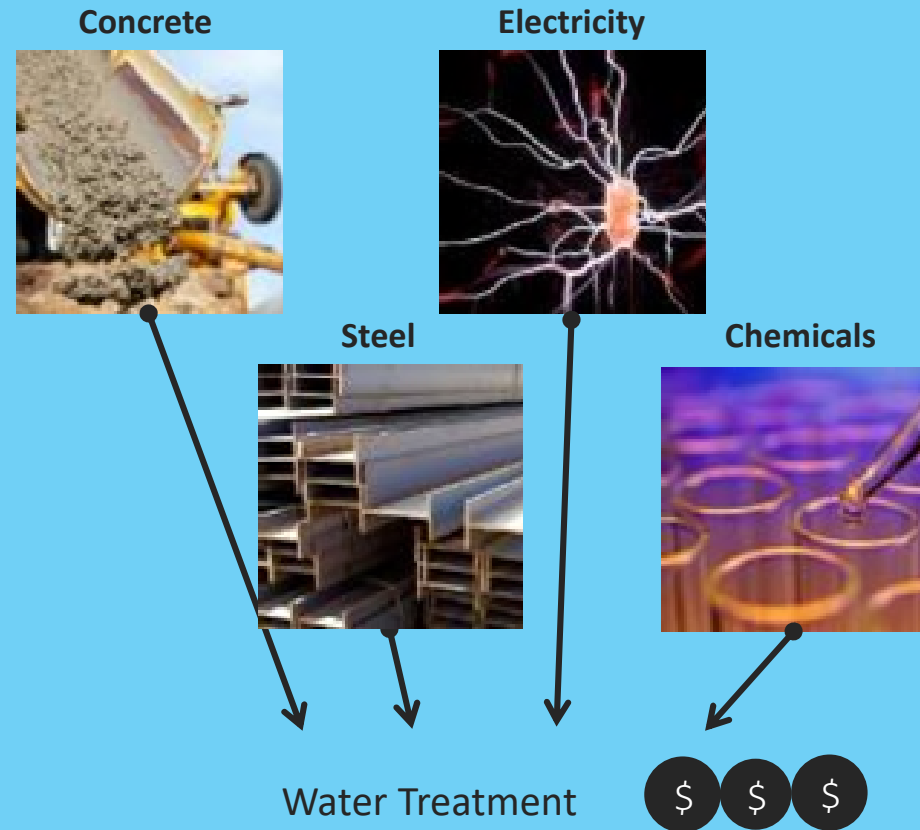 Concrete
Electricity
Steel
Chemicals
Water Treatment
$ $ $